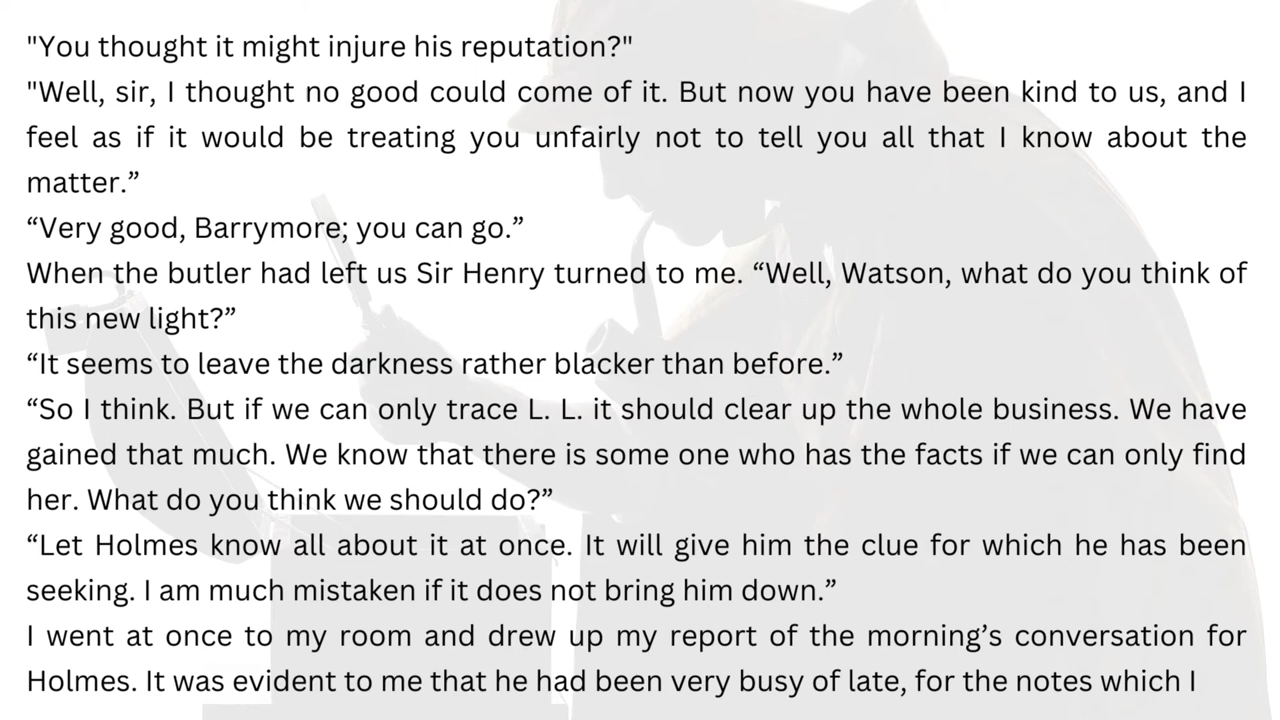 "You thought it might injure his reputation?"
"Well, sir, I thought no good could come of it. But now you have been kind to us, and I
feel as if it would be treating you unfairly not to tell you all that I know about the
matter.”
“Very good, Barrymore; you can go.”
When the butler had left us Sir Henry turned to me. “Well, Watson, what do you think of
this new light?”
“It seems to leave the darkness rather blacker than before.”
“So I think. But if we can only trace L. L. it should clear up the whole business. We have
gained that much. We know that there is some one who has the facts if we can only find
her. What do you think we should do?”
“Let Holmes know all about it at once. It will give him the clue for which he has been
seeking. I am much mistaken if it does not bring him down.”
I went at once to my room and drew up my report of the morning’s conversation for
Holmes. It was evident to me that he had been very busy of late, for the notes which I